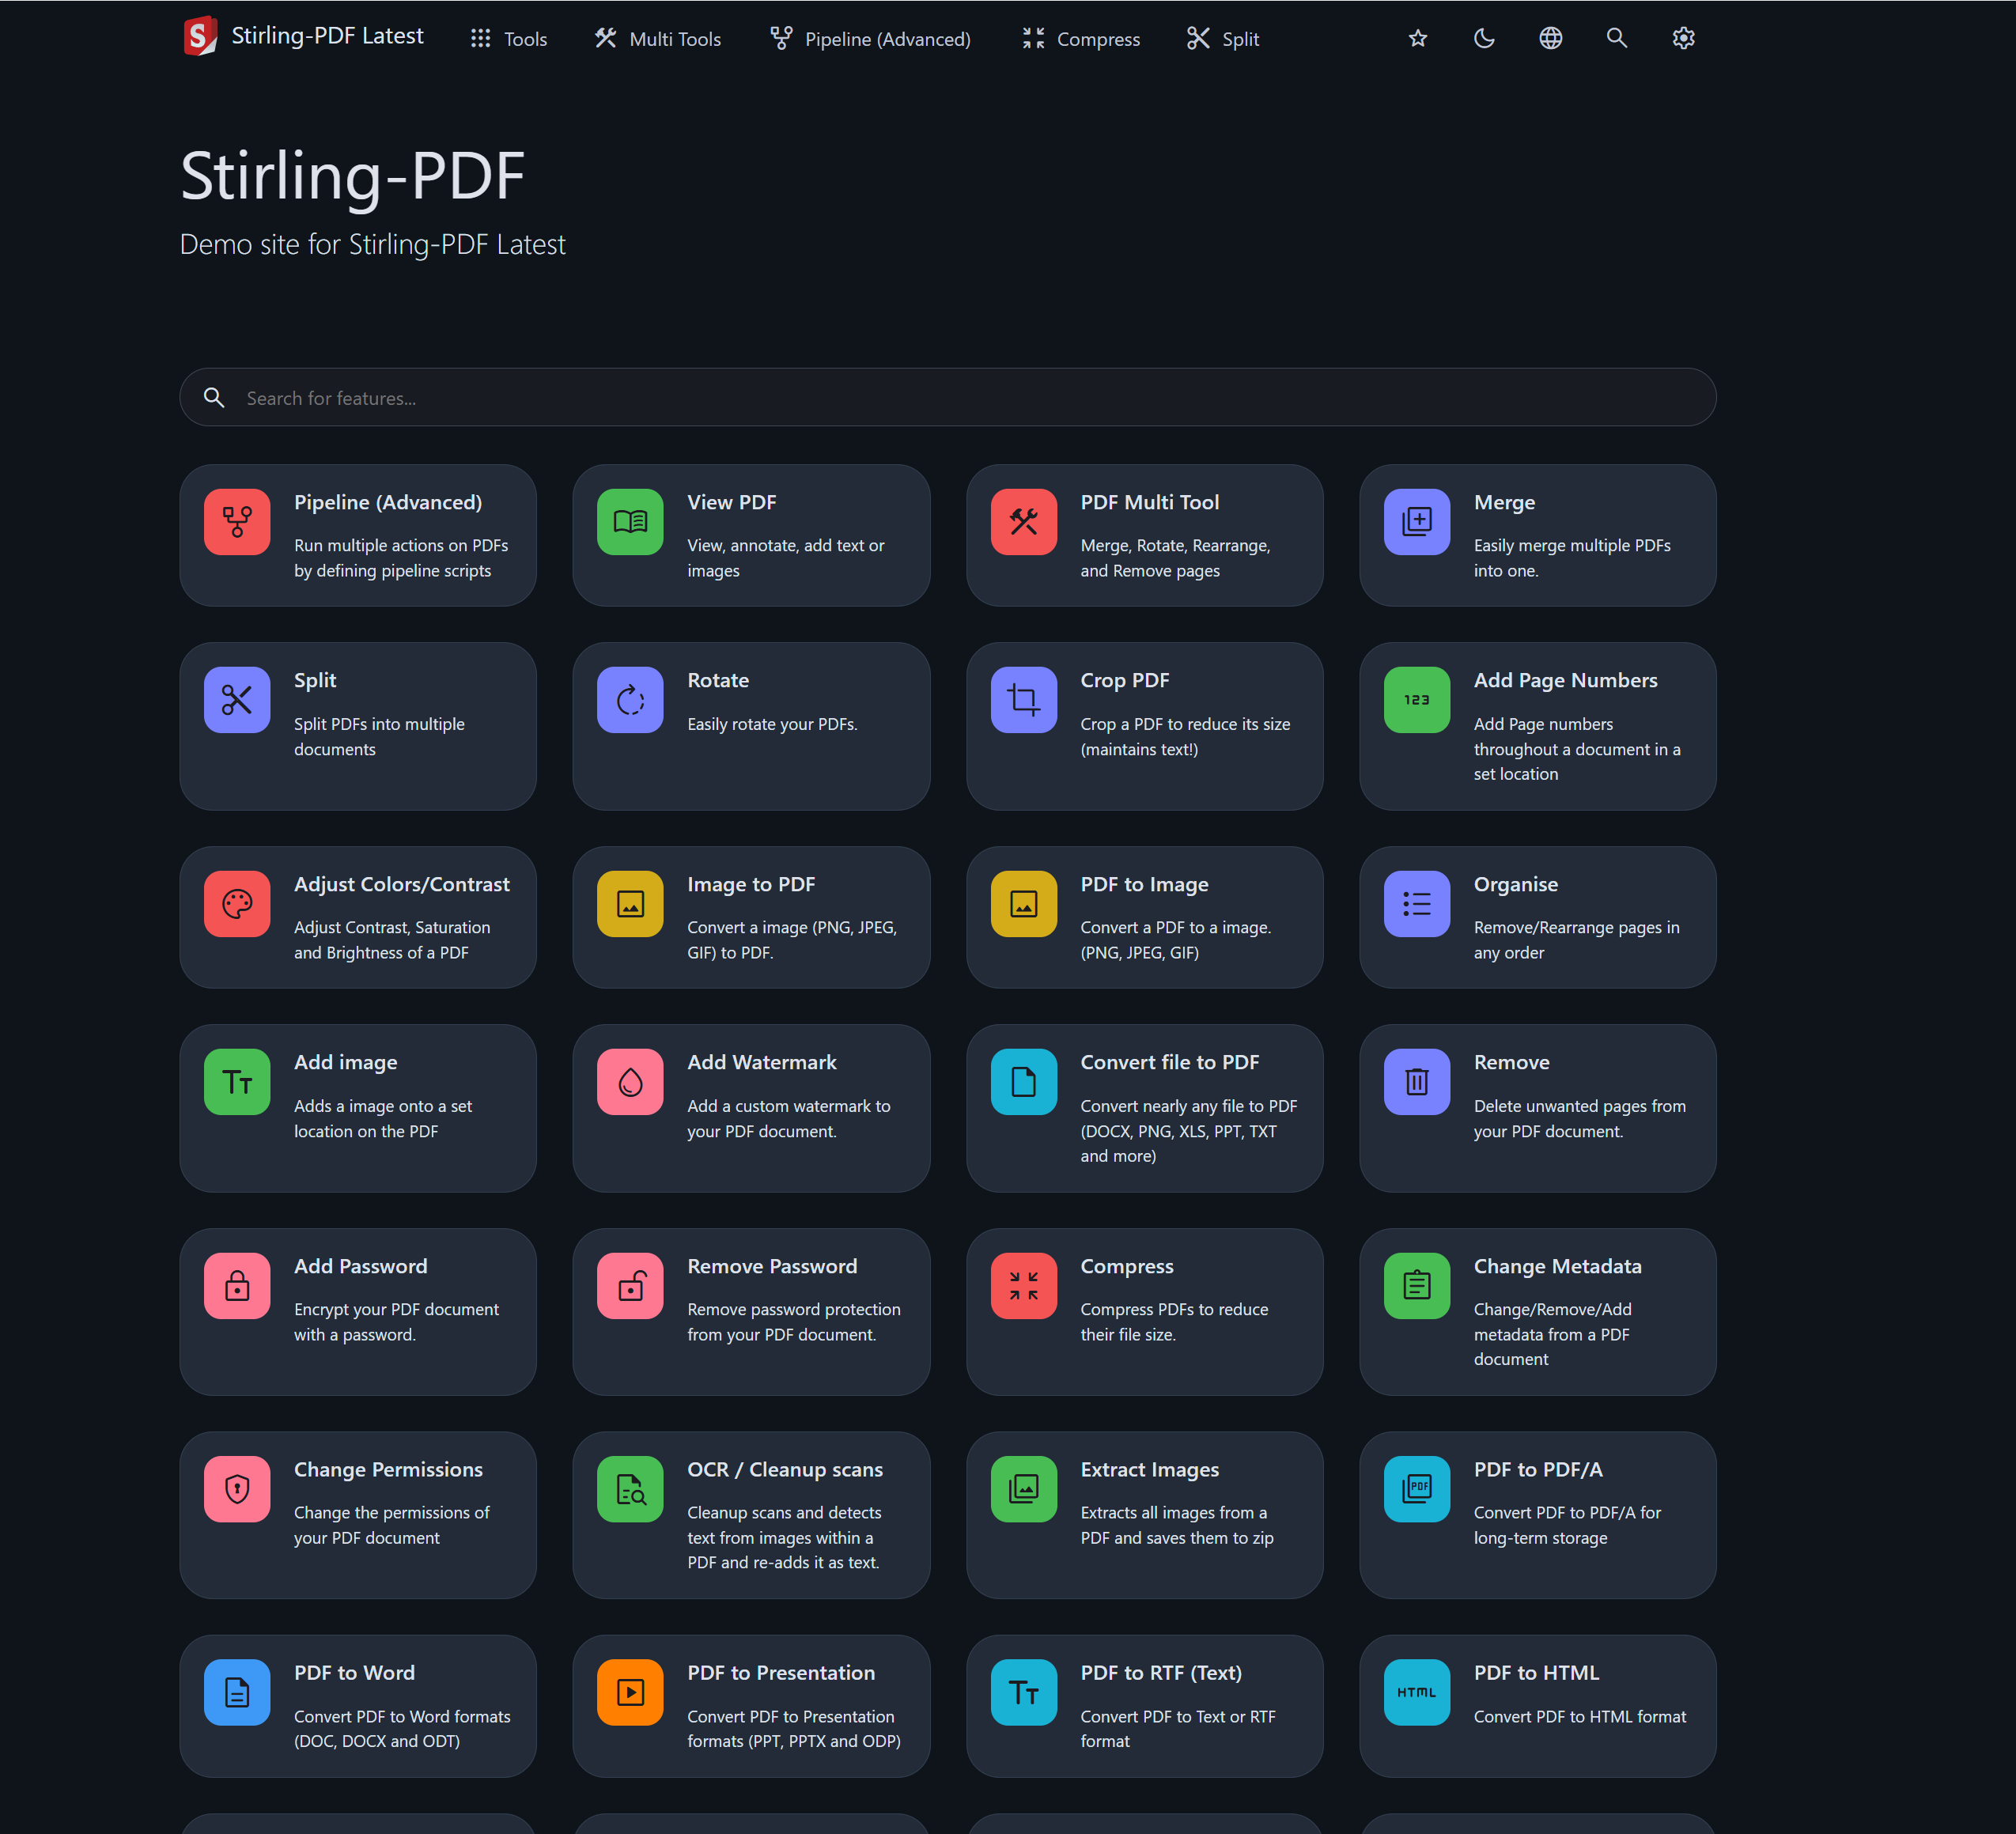 Stirling-PDF Latest
Tools
Multi Tools
Pipeline (Advanced)
Compress
Split
Stirling-PDF
Demo site for Stirling-PDF Latest
Search for features...
Pipeline (Advanced)
Run multiple actions on PDFs
by defining pipeline scripts
View PDF
View, annotate, add text or
images
PDF Multi Tool
Merge, Rotate, Rearrange,
and Remove pages
Merge
Easily merge multiple PDFs
into one.
Split
Split PDFs into multiple
documents
Rotate
Easily rotate your PDFs.
Crop PDF
Crop a PDF to reduce its size
(maintains text!)
123
Add Page Numbers
Add Page numbers
throughout a document in a
set location
Adjust Colors/Contrast
Adjust Contrast, Saturation
and Brightness of a PDF
Image to PDF
Convert a image (PNG, JPEG,
GIF) to PDF.
PDF to Image
Convert a PDF to a image.
(PNG, JPEG, GIF)
Organise
Remove/Rearrange pages in
any order
TT
Add image
Adds a image onto a set
location on the PDF
Add Watermark
Add a custom watermark to
your PDF document.
Convert file to PDF
Convert nearly any file to PDF
(DOCX, PNG, XLS, PPT, TXT
and more)
Remove
Delete unwanted pages from
your PDF document.
Add Password
Encrypt your PDF document
with a password.
Remove Password
Remove password protection
from your PDF document.
Compress
Compress PDFs to reduce
their file size.
Change Metadata
Change/Remove/Add
metadata from a PDF
document
Change Permissions
Change the permissions of
your PDF document
OCR / Cleanup scans
Cleanup scans and detects
text from images within a
PDF and re-adds it as text.
Extract Images
Extracts all images from a
PDF and saves them to zip
PDF
PDF to PDF/A
Convert PDF to PDF/A for
long-term storage
PDF to Word
Convert PDF to Word formats
(DOC, DOCX and ODT)
PDF to Presentation
Convert PDF to Presentation
formats (PPT, PPTX and ODP)
TT
PDF to RTF (Text)
Convert PDF to Text or RTF
format
HTML
PDF to HTML
Convert PDF to HTML format